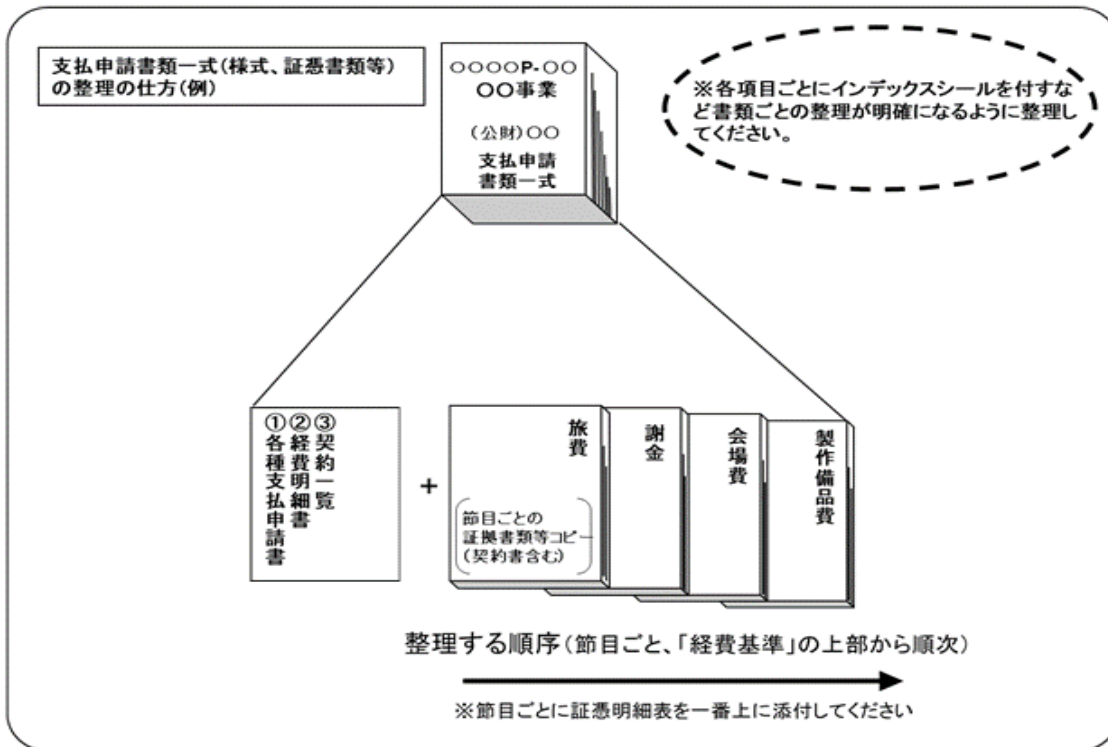 支払申請書類一式(様式、証憑書類等)
の整理の仕方(例)
○○○○P-○○
○○事業
(公財)○○
支払申請
書類一式
※各項目ごとにインデックスシールを付すな
ど書類ごとの整理が明確になるように整理し
てください。
③契約一覧
②経費明細書
①各種支払申請書
+
旅費
節目ごとの
証拠書類等コピー
(契約書含む)
謝金
会場費
製作備品費
整理する順序(節目ごと、「経費基準」の上部から順次)
※節目ごとに証憑明細表を一番上に添付してください